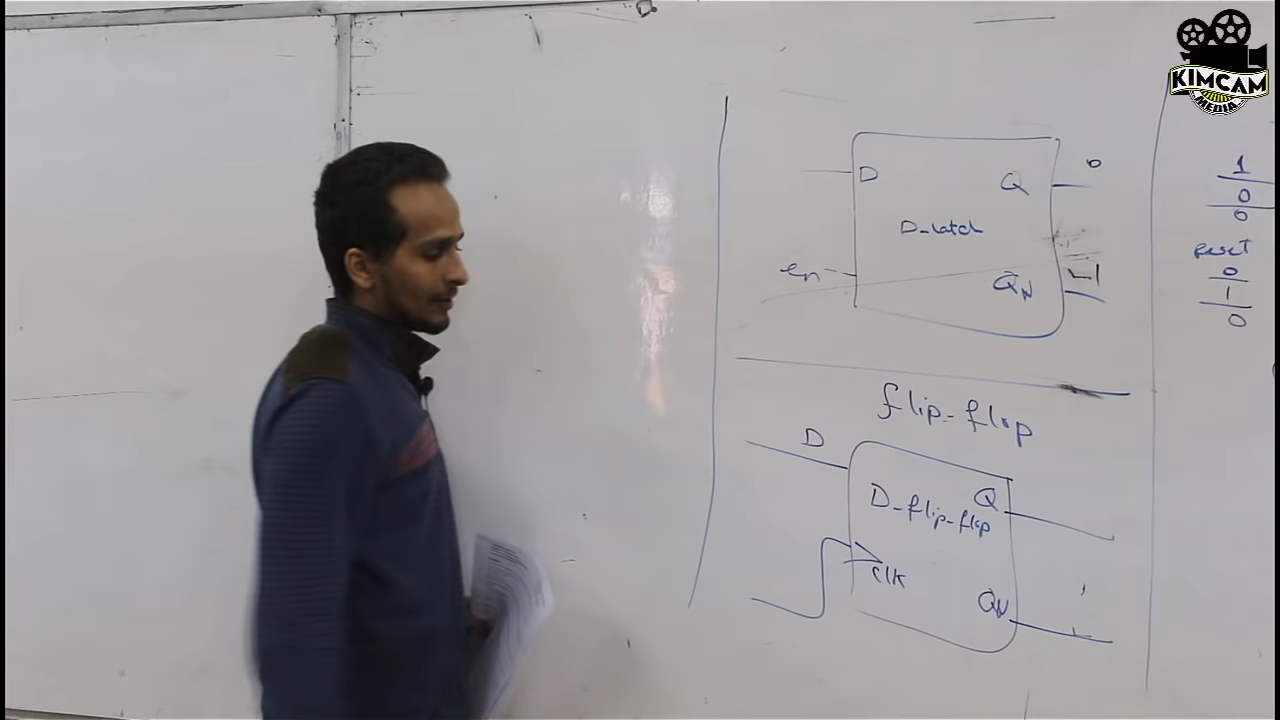 KIMCAM
MEDIA
D
Q
0
D-latch
en
QN
1
1
0
0
Reset
0
1
0
flip-flop
D
D-flip-flip
Q
clk
QN